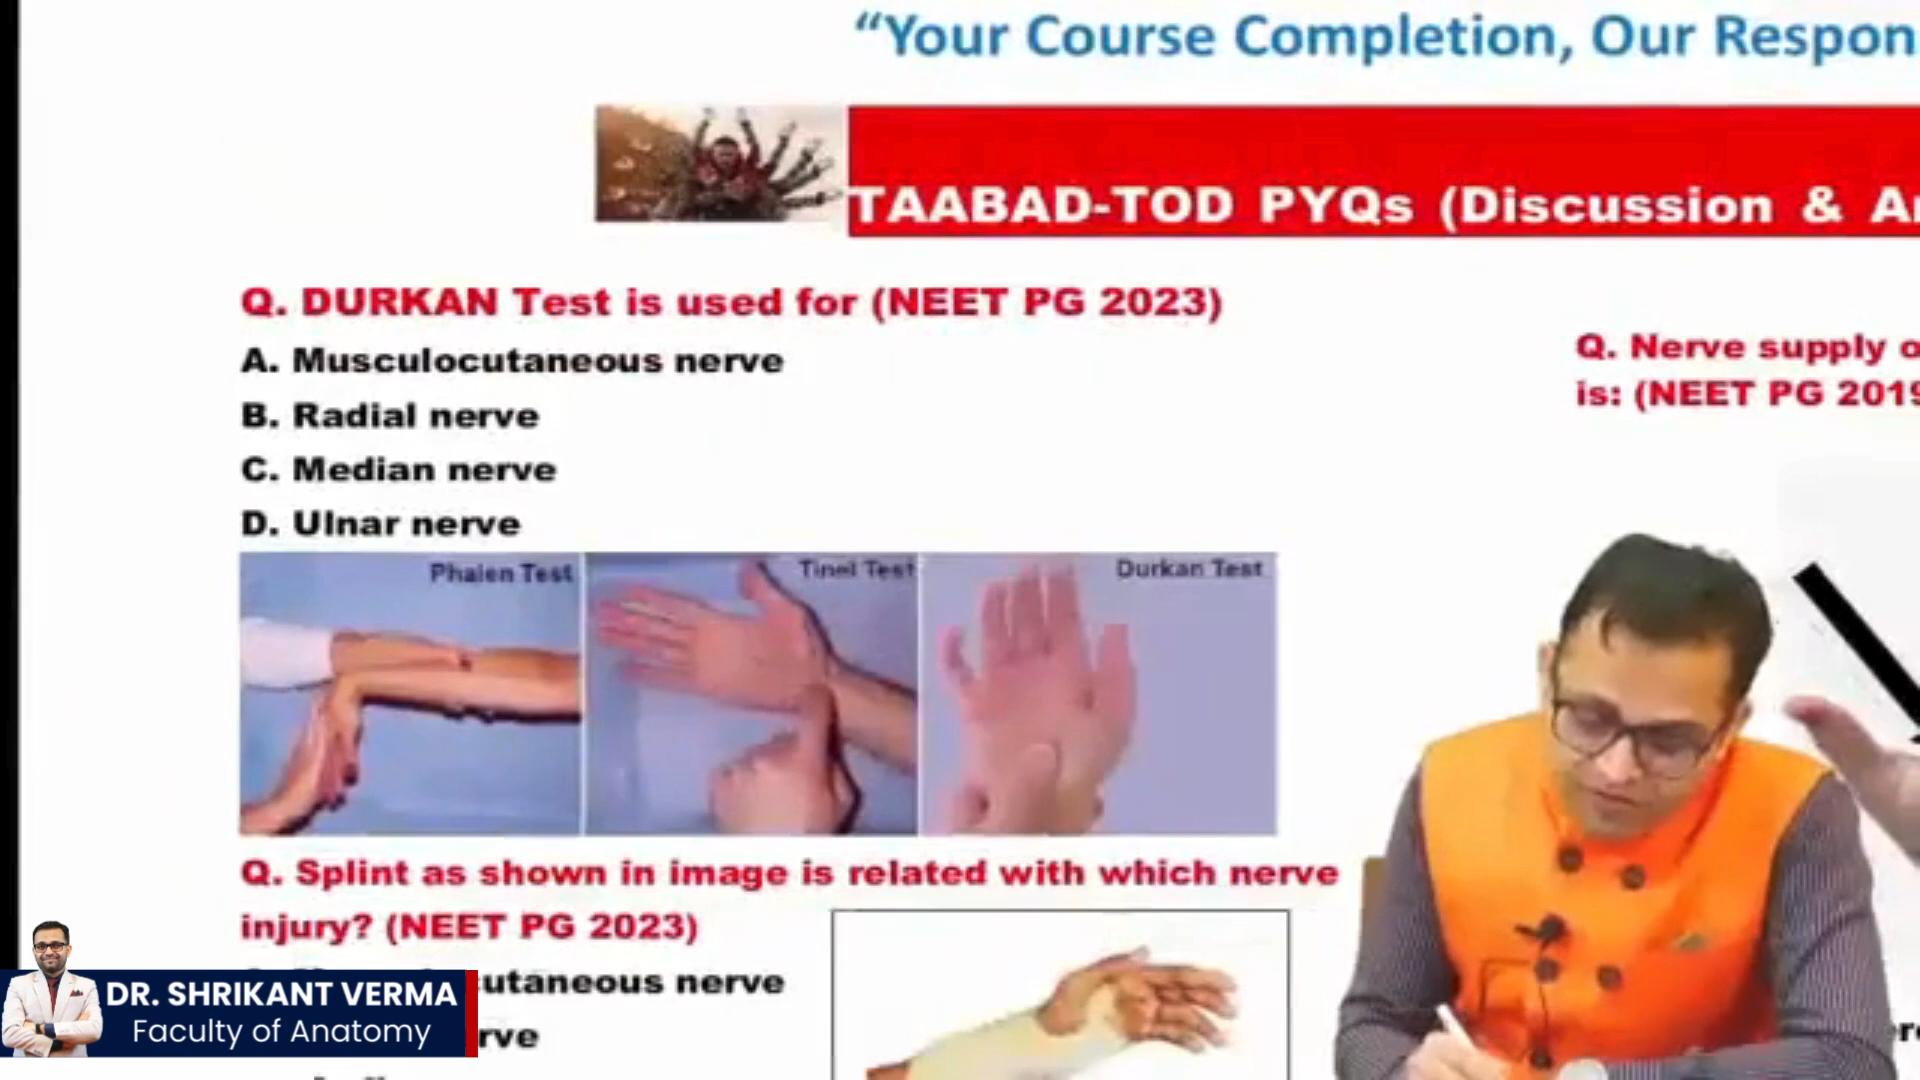 “Your Course Completion, Our Respon
TAABAD-TOD PYQs (Discussion & An
Q. DURKAN Test is used for (NEET PG 2023)
A. Musculocutaneous nerve
B. Radial nerve
C. Median nerve
D. Ulnar nerve
Phalen Test
Tinel Test
Durkan Test
Q. Splint as shown in image is related with which nerve
injury? (NEET PG 2023)
cutaneous nerve
rve
Q. Nerve supply o
is: (NEET PG 2019
DR. SHRIKANT VERMA
Faculty of Anatomy